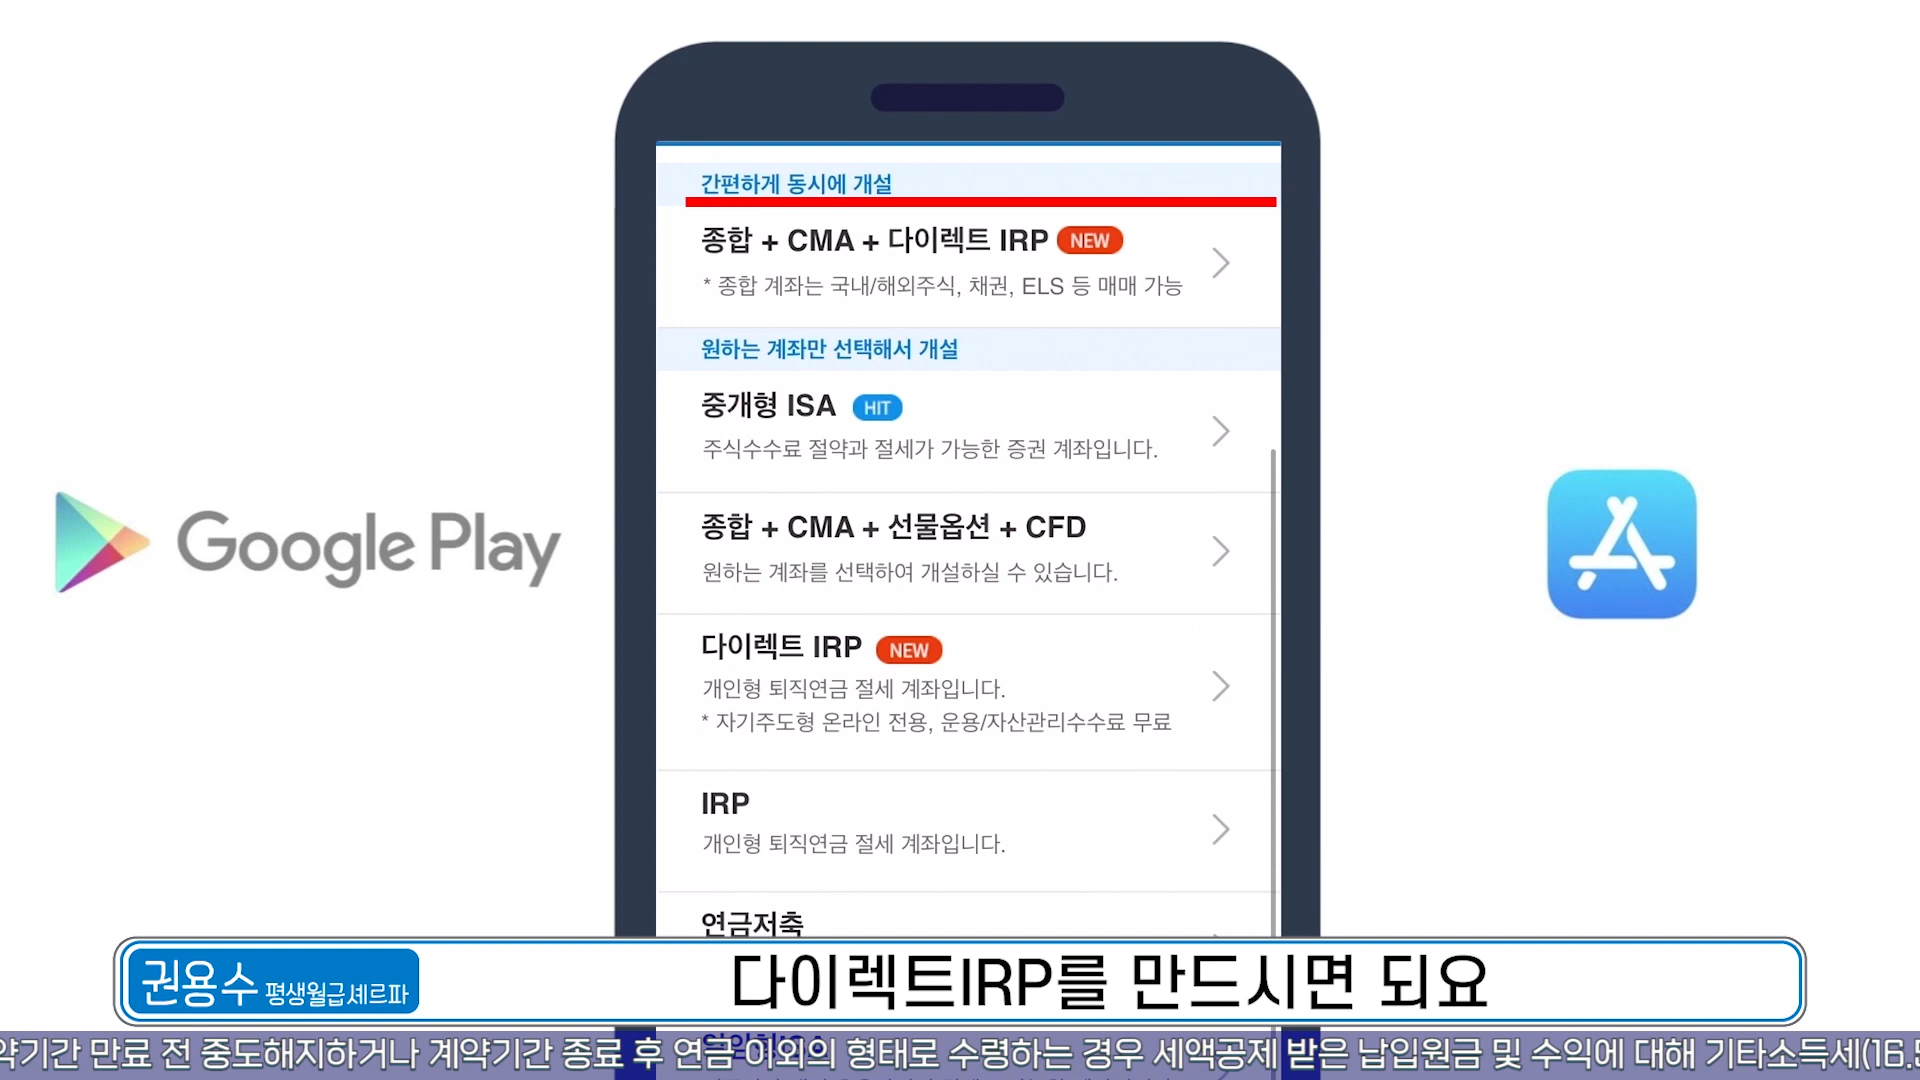 간편하게 동시에 개설
종합 + CMA + 다이렉트 IRP NEW
* 종합 계좌는 국내/해외주식, 채권, ELS 등 매매 가능
원하는 계좌만 선택해서 개설
중개형 ISA HIT
주식수수료 절약과 절세가 가능한 증권 계좌입니다.
종합 + CMA + 선물옵션 + CFD
원하는 계좌를 선택하여 개설하실 수 있습니다.
다이렉트 IRP NEW
개인형 퇴직연금 절세 계좌입니다.
* 자기주도형 온라인 전용, 운용/자산관리수수료 무료
IRP
개인형 퇴직연금 절세 계좌입니다.
연금저축
Google Play
권용수 평생월급셰르파
다이렉트IRP를 만드시면 되요
약기간 만료 전 중도해지하거나 계약기간 종료 후 연금 이외의 형태로 수령하는 경우 세액공제 받은 납입원금 및 수익에 대해 기타소득세(16.5